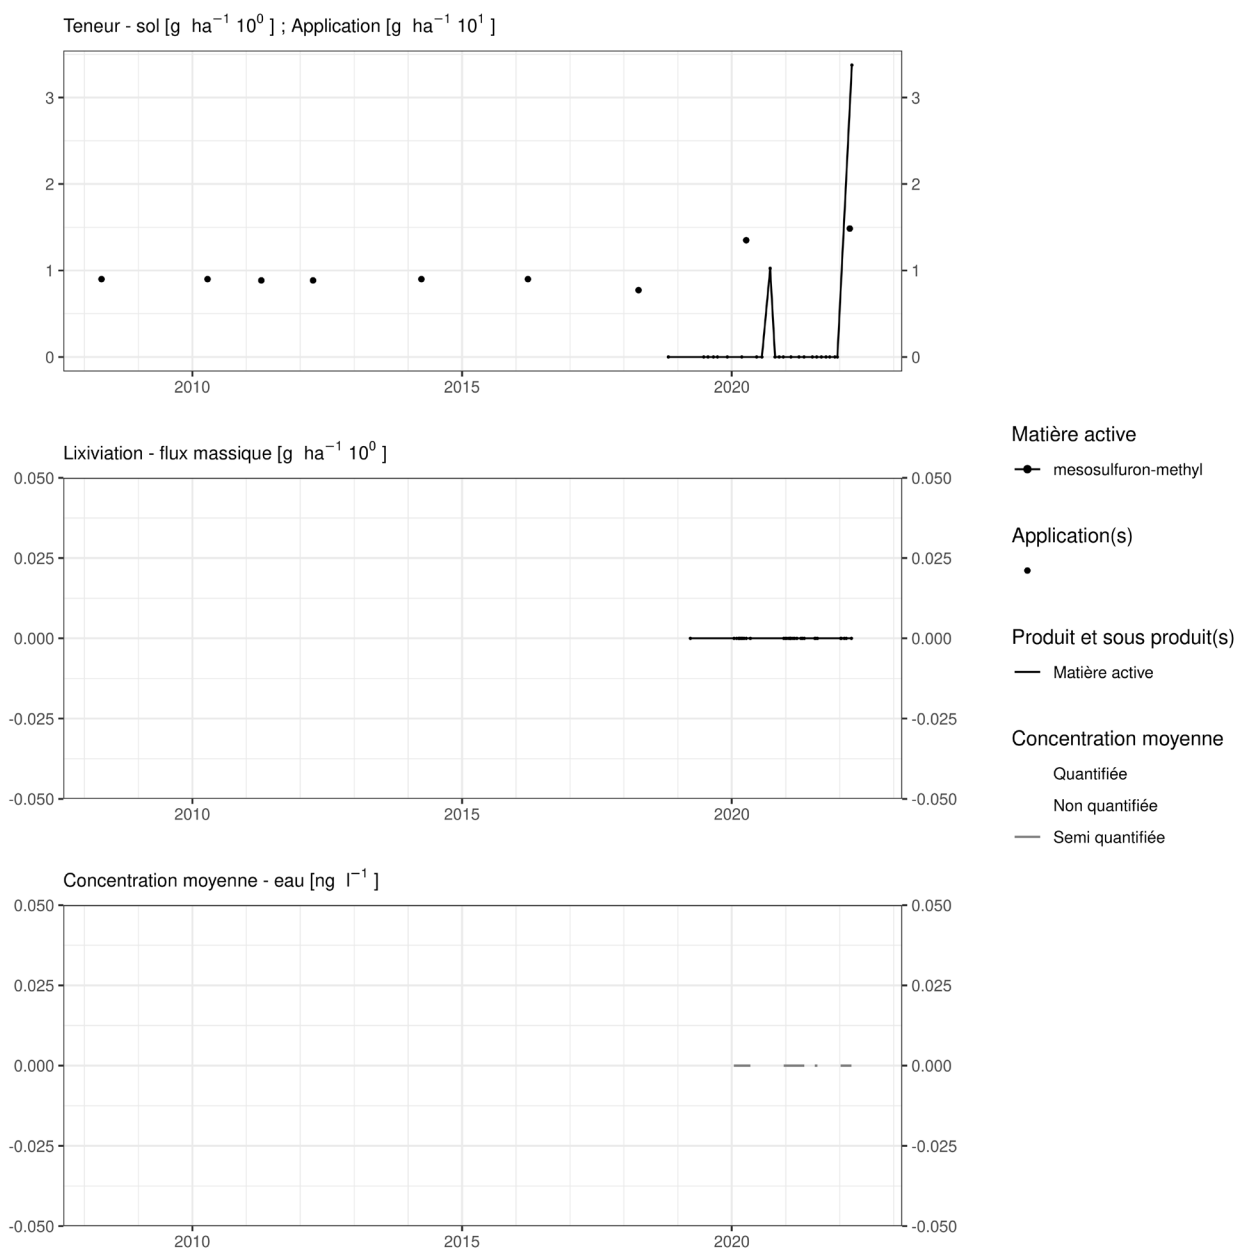 Teneur - sol [g ha⁻¹ 10⁰ ] ; Application [g ha⁻¹ 10¹ ]
3 3
2 2
1 1
0 0
2010 2015 2020
Lixiviation - flux massique [g ha⁻¹ 10⁰ ]
0.050 0.050
0.025 0.025
0.000 0.000
-0.025 -0.025
-0.050 -0.050
2010 2015 2020
Concentration moyenne - eau [ng l⁻¹ ]
0.050 0.050
0.025 0.025
0.000 0.000
-0.025 -0.025
-0.050 -0.050
2010 2015 2020
Matière active
mesosulfuron-methyl
Application(s)
Produit et sous produit(s)
Matière active
Concentration moyenne
Quantifiée
Non quantifiée
Semi quantifiée